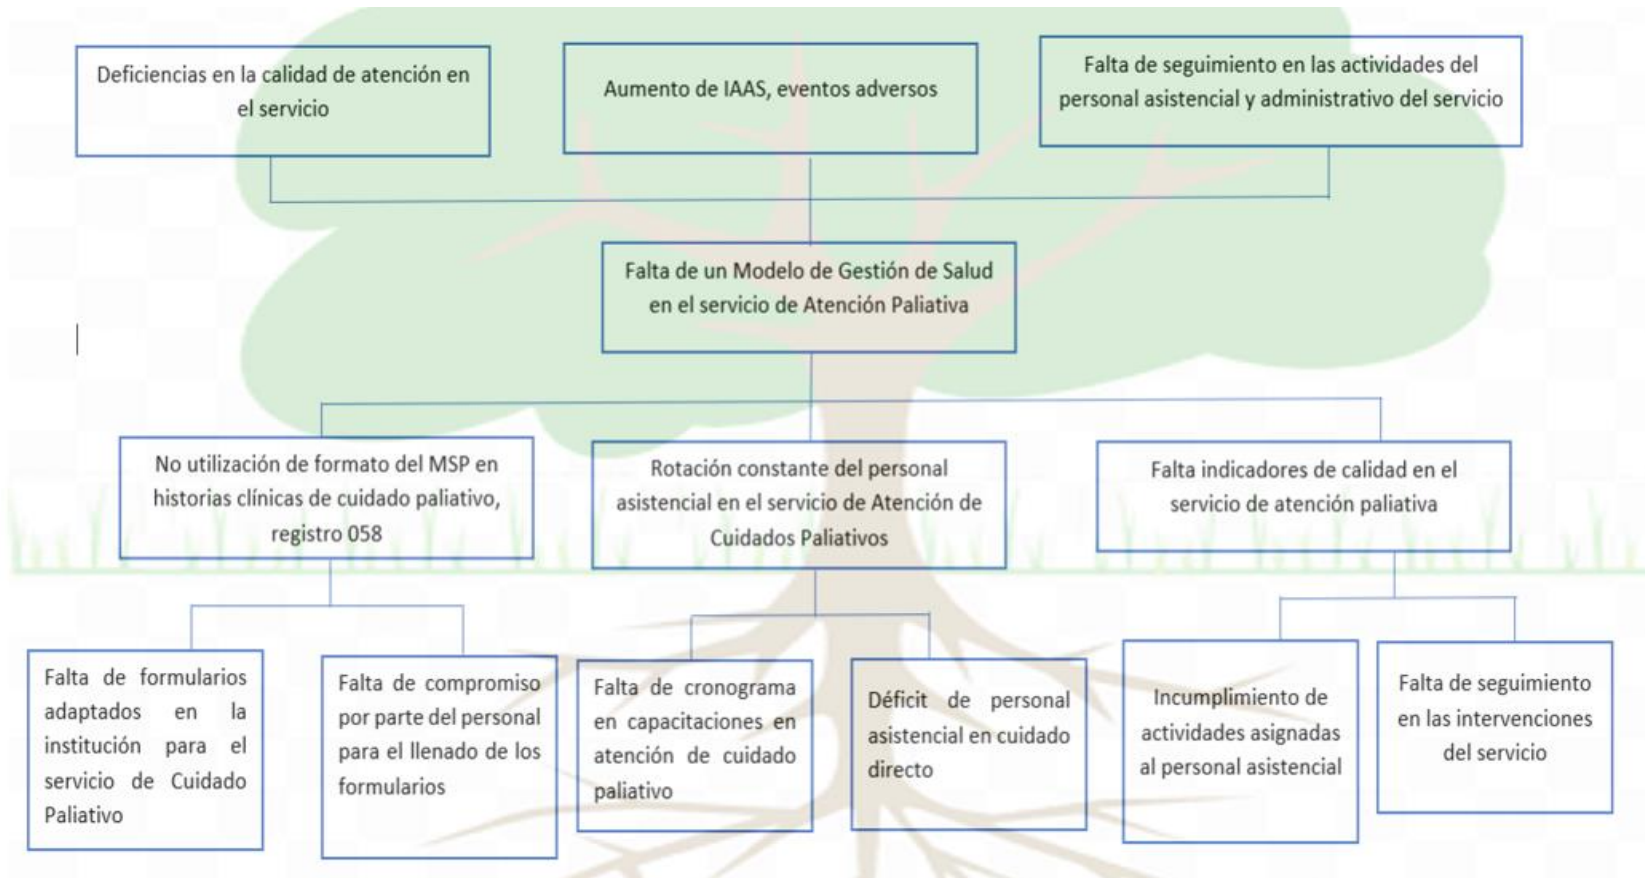 Deficiencias en la calidad de atención en
el servicio
Aumento de IAAS, eventos adversos
Falta de seguimiento en las actividades del
personal asistencial y administrativo del servicio
Falta de un Modelo de Gestión de Salud
en el servicio de Atención Paliativa
No utilización de formato del MSP en
historias clínicas de cuidado paliativo,
registro 058
Rotación constante del personal
asistencial en el servicio de Atención de
Cuidados Paliativos
Falta indicadores de calidad en el
servicio de atención paliativa
Falta de formularios
adaptados en la
institución para el
servicio de Cuidado
Paliativo
Falta de compromiso
por parte del personal
para el llenado de los
formularios
Falta de cronograma
en capacitaciones en
atención de cuidado
paliativo
Déficit de personal
asistencial en cuidado
directo
Incumplimiento de
actividades asignadas
al personal asistencial
Falta de seguimiento
en las intervenciones
del servicio